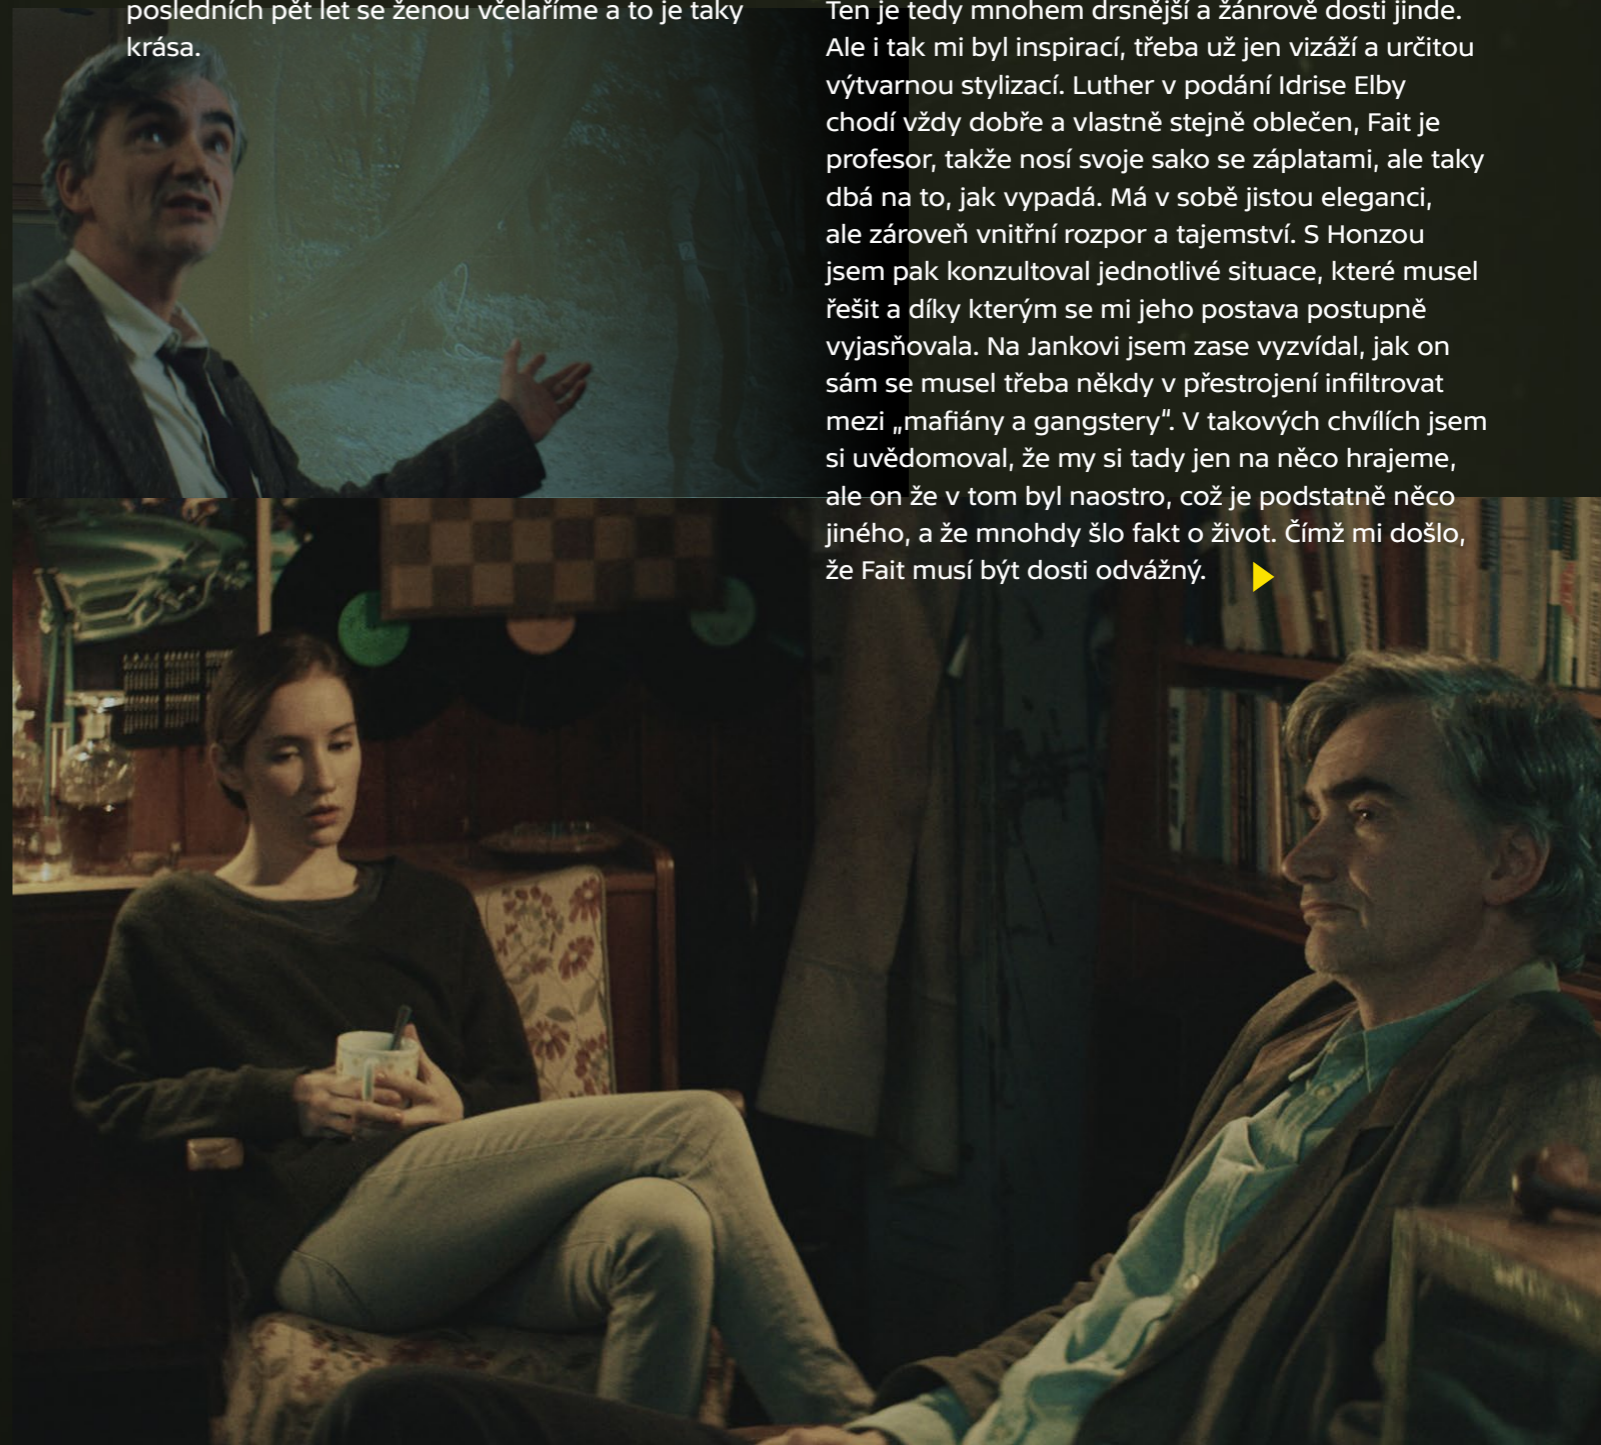 posledních pět let se ženou včelaříme a to je taky
krása.
Ten je tedy mnohem drsnější a žánrově dosti jinde.
Ale i tak mi byl inspirací, třeba už jen vizáží a určitou
výtvarnou stylizací. Luther v podání Idrise Elby
chodí vždy dobře a vlastně stejně oblečen, Fait je
profesor, takže nosí svoje sako se záplatami, ale taky
dbá na to, jak vypadá. Má v sobě jistou eleganci,
ale zároveň vnitřní rozpor a tajemství. S Honzou
jsem pak konzultoval jednotlivé situace, které musel
řešit a díky kterým se mi jeho postava postupně
vyjasňovala. Na Jankovi jsem zase vyzvídal, jak on
sám se musel třeba někdy v přestrojení infiltrovat
mezi „mafiány a gangstery“. V takových chvílích jsem
si uvědomoval, že my si tady jen na něco hrajeme,
ale on že v tom byl naostro, což je podstatně něco
jiného, a že mnohdy šlo fakt o život. Čímž mi došlo,
že Fait musí být dosti odvážný.